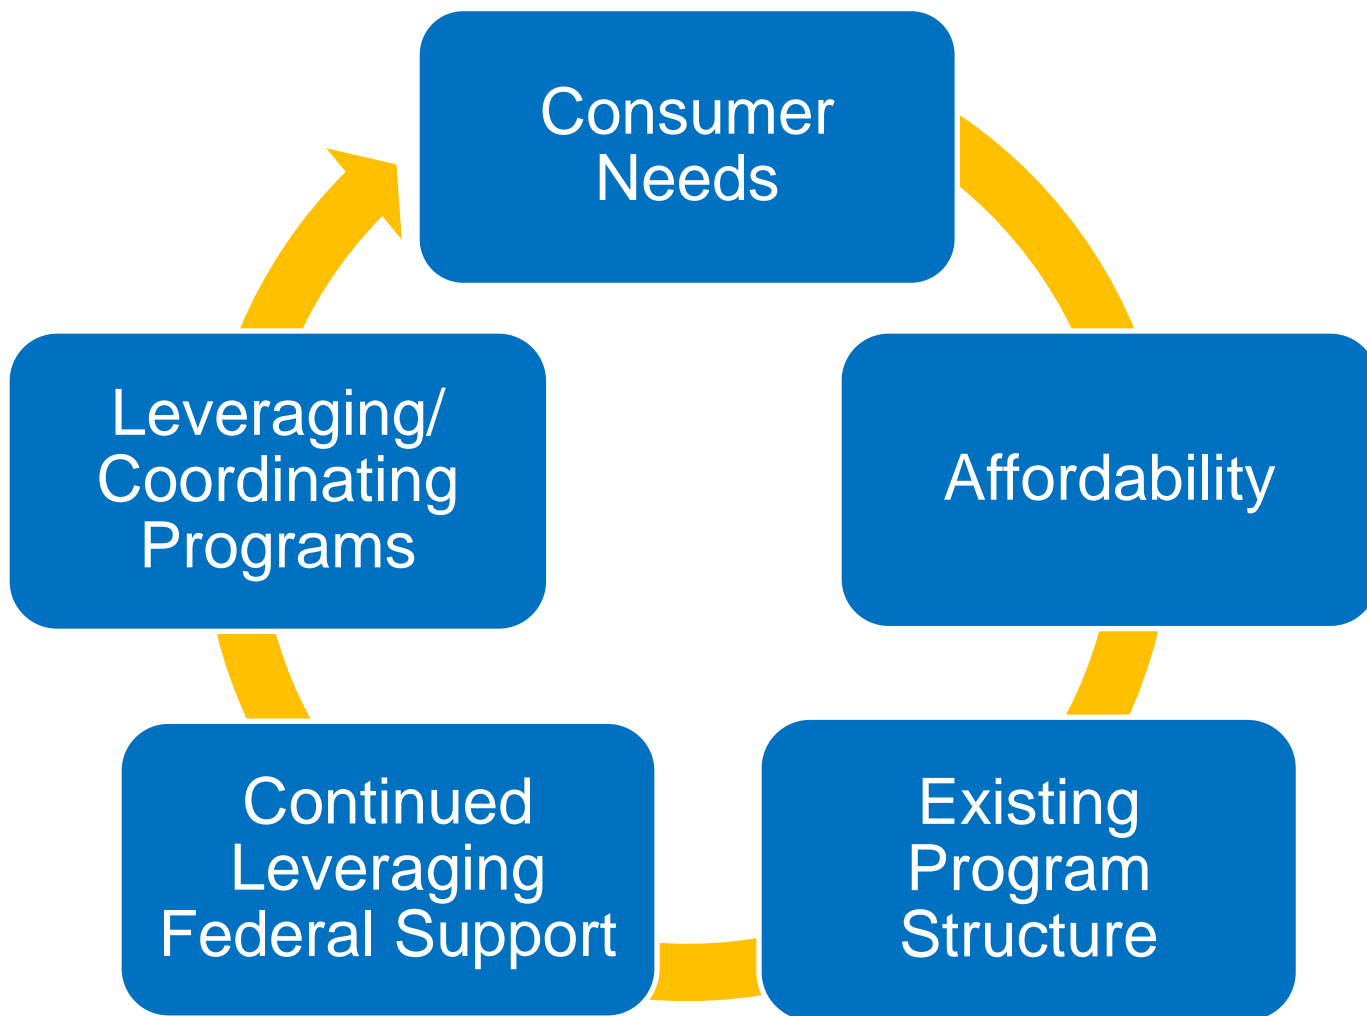 Consumer
Needs
Affordability
Existing
Program
Structure
Continued
Leveraging
Federal Support
Leveraging/
Coordinating
Programs